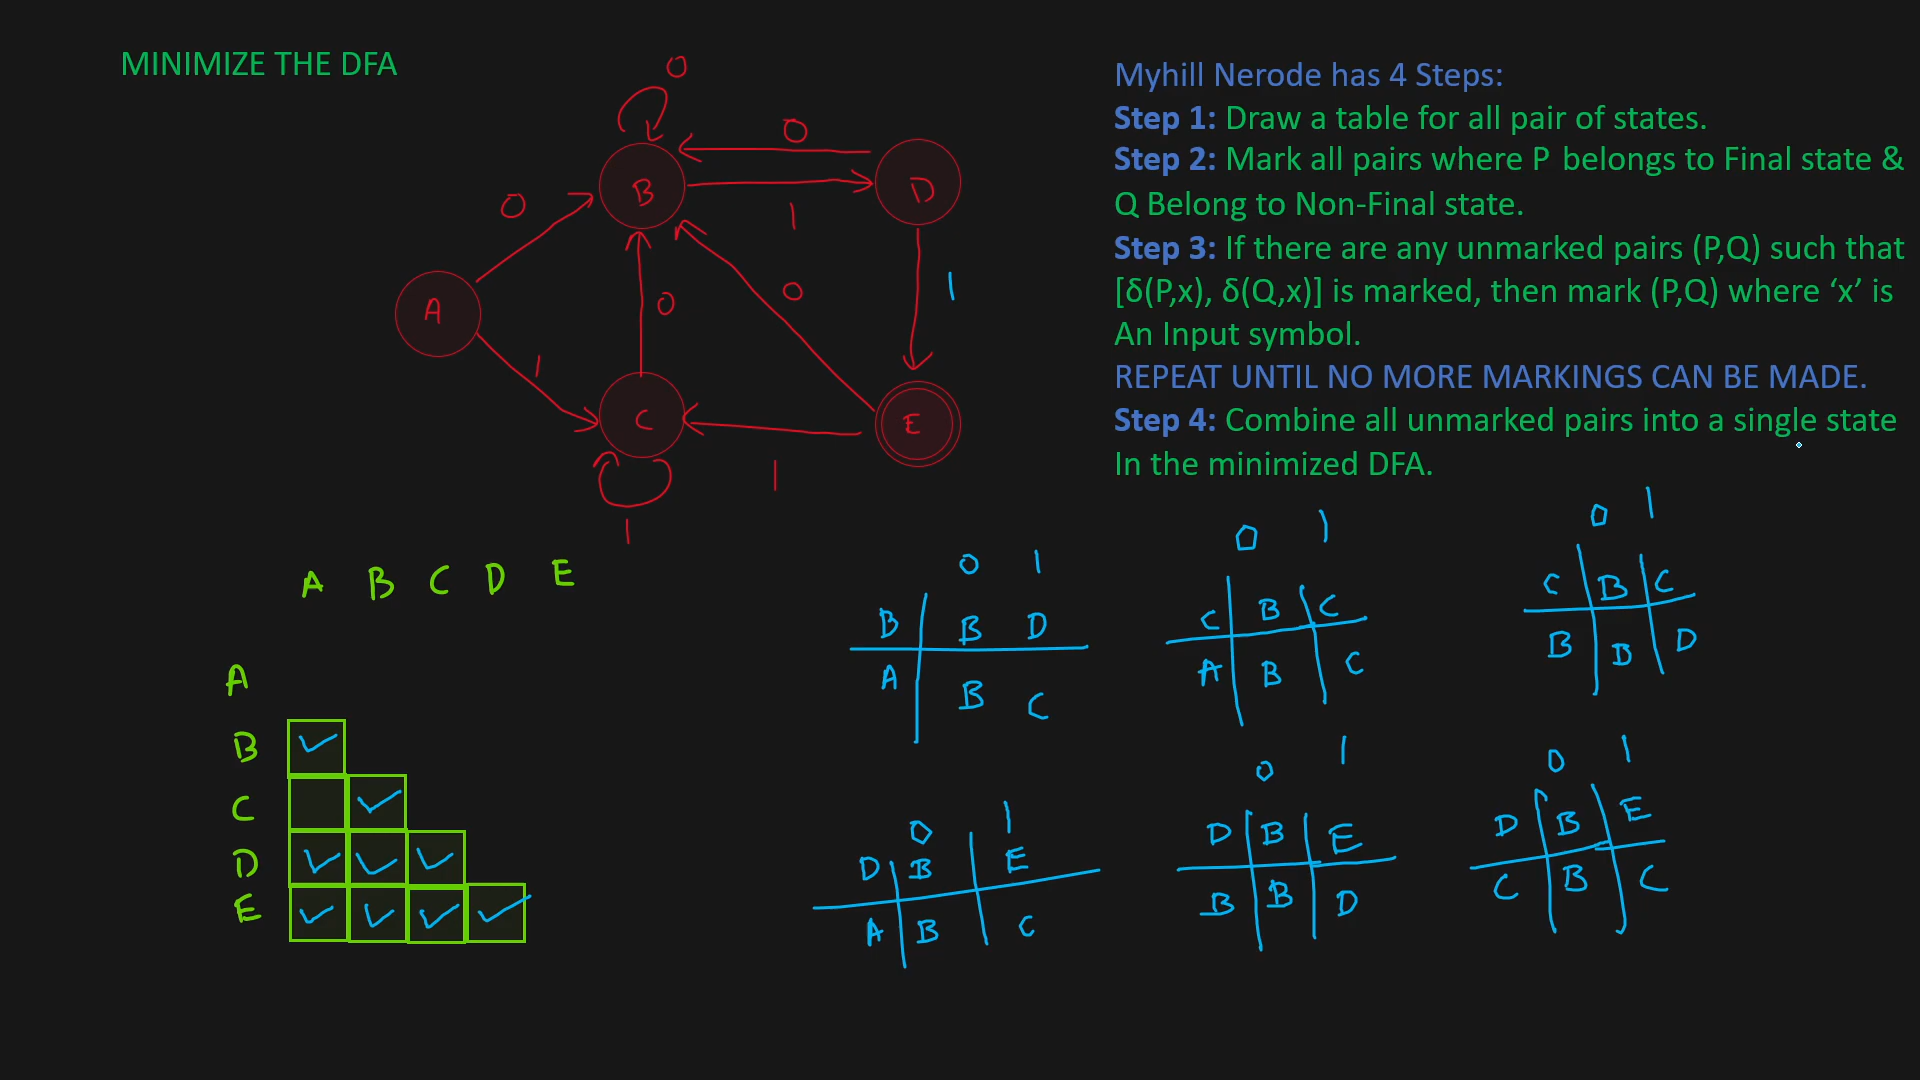 MINIMIZE THE DFA
Myhill Nerode has 4 Steps:
Step 1: Draw a table for all pair of states.
Step 2: Mark all pairs where P belongs to Final state &
Q Belong to Non-Final state.
Step 3: If there are any unmarked pairs (P,Q) such that
[δ(P,x), δ(Q,x)] is marked, then mark (P,Q) where ‘x’ is
An Input symbol.
REPEAT UNTIL NO MORE MARKINGS CAN BE MADE.
Step 4: Combine all unmarked pairs into a single state
In the minimized DFA.
0
0
B
D
0
1
1
A
0
0
1
C
E
1
1
A B C D E
A
B ✓
C ✓
D ✓ ✓ ✓
E ✓ ✓ ✓ ✓
0 1
B B D
A B C
0 1
C B C
A B C
0 1
C B C
B D
0 1
D B E
A B C
0 1
D B E
B B D
0 1
D B E
C B C